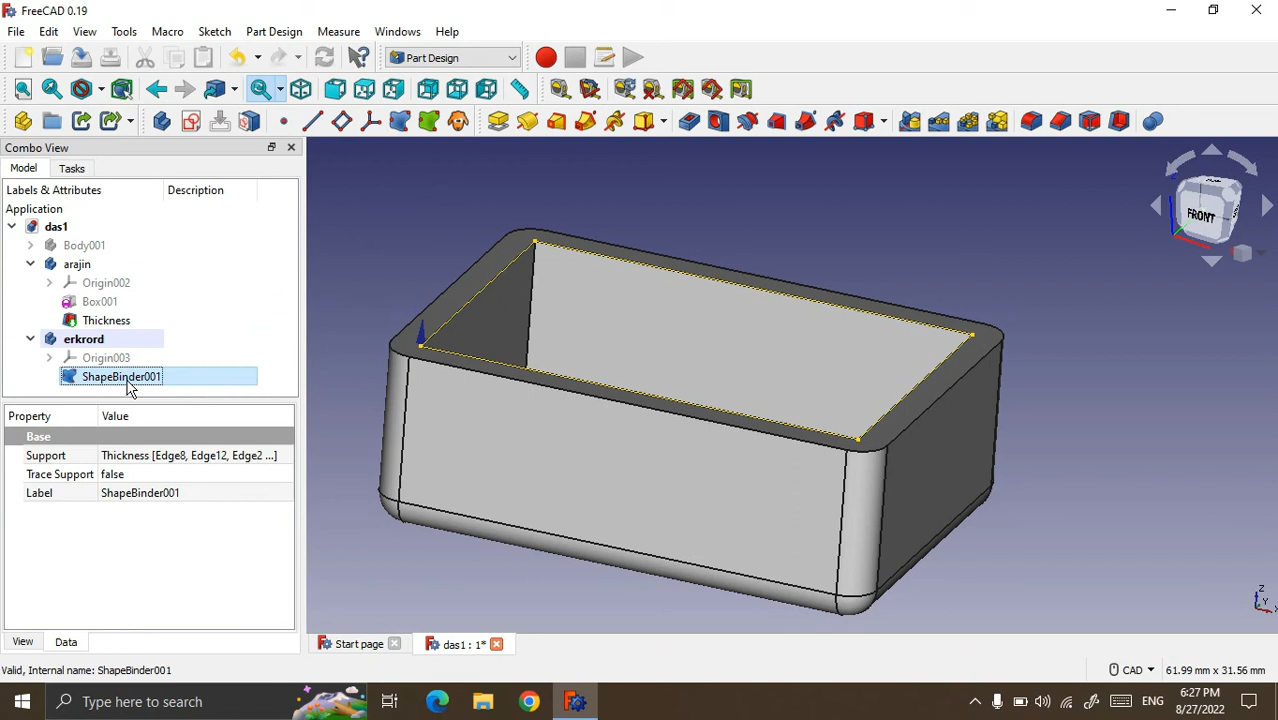 FreeCAD 0.19
File Edit View Tools Macro Sketch Part Design Measure Windows Help
Part Design
Combo View
Model Tasks
Labels & Attributes Description
Application
das1
Body001
arajin
Origin002
Box001
Thickness
erkrord
Origin003
ShapeBinder001
Property Value
Base
Support Thickness [Edge8, Edge12, Edge2 ...]
Trace Support false
Label ShapeBinder001
View Data
FRONT
Z
Y
X
Start page das1 : 1*
Valid, Internal name: ShapeBinder001
CAD 61.99 mm x 31.56 mm
Type here to search
ENG
6:27 PM
8/27/2022